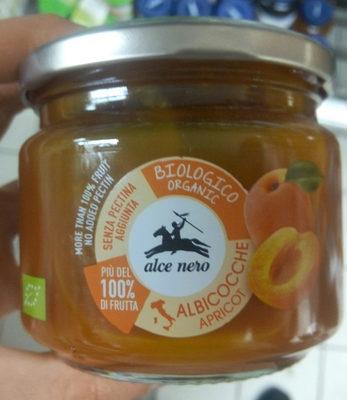 MORE THAN 100% FRUIT
NO ADDED PECTIN
SENZA PECTINA
AGGIUNTA
BIOLOGICO
ORGANIC
alce nero
PIÙ DEL
100%
DI FRUTTA
ALBICOCCHE
APRICOT